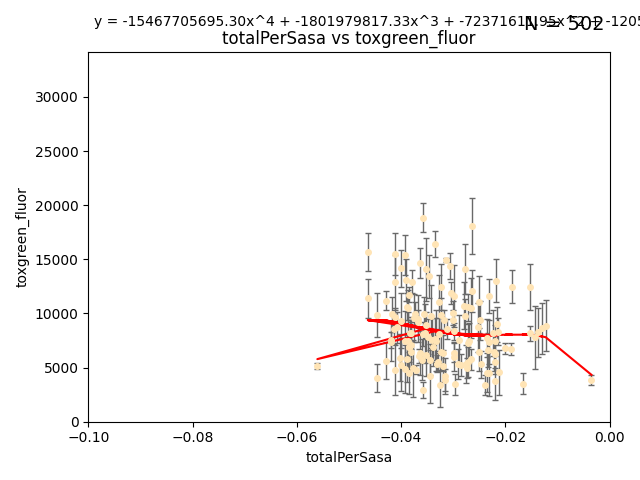 y = -15467705695.30x^4 + -1801979817.33x^3 +
N = 502
totalPerSasa vs toxgreen_fluor
30000
25000
20000
15000
10000
5000
0
toxgreen_fluor
−0.10 −0.08 −0.06 −0.04 −0.02 0.00
totalPerSasa